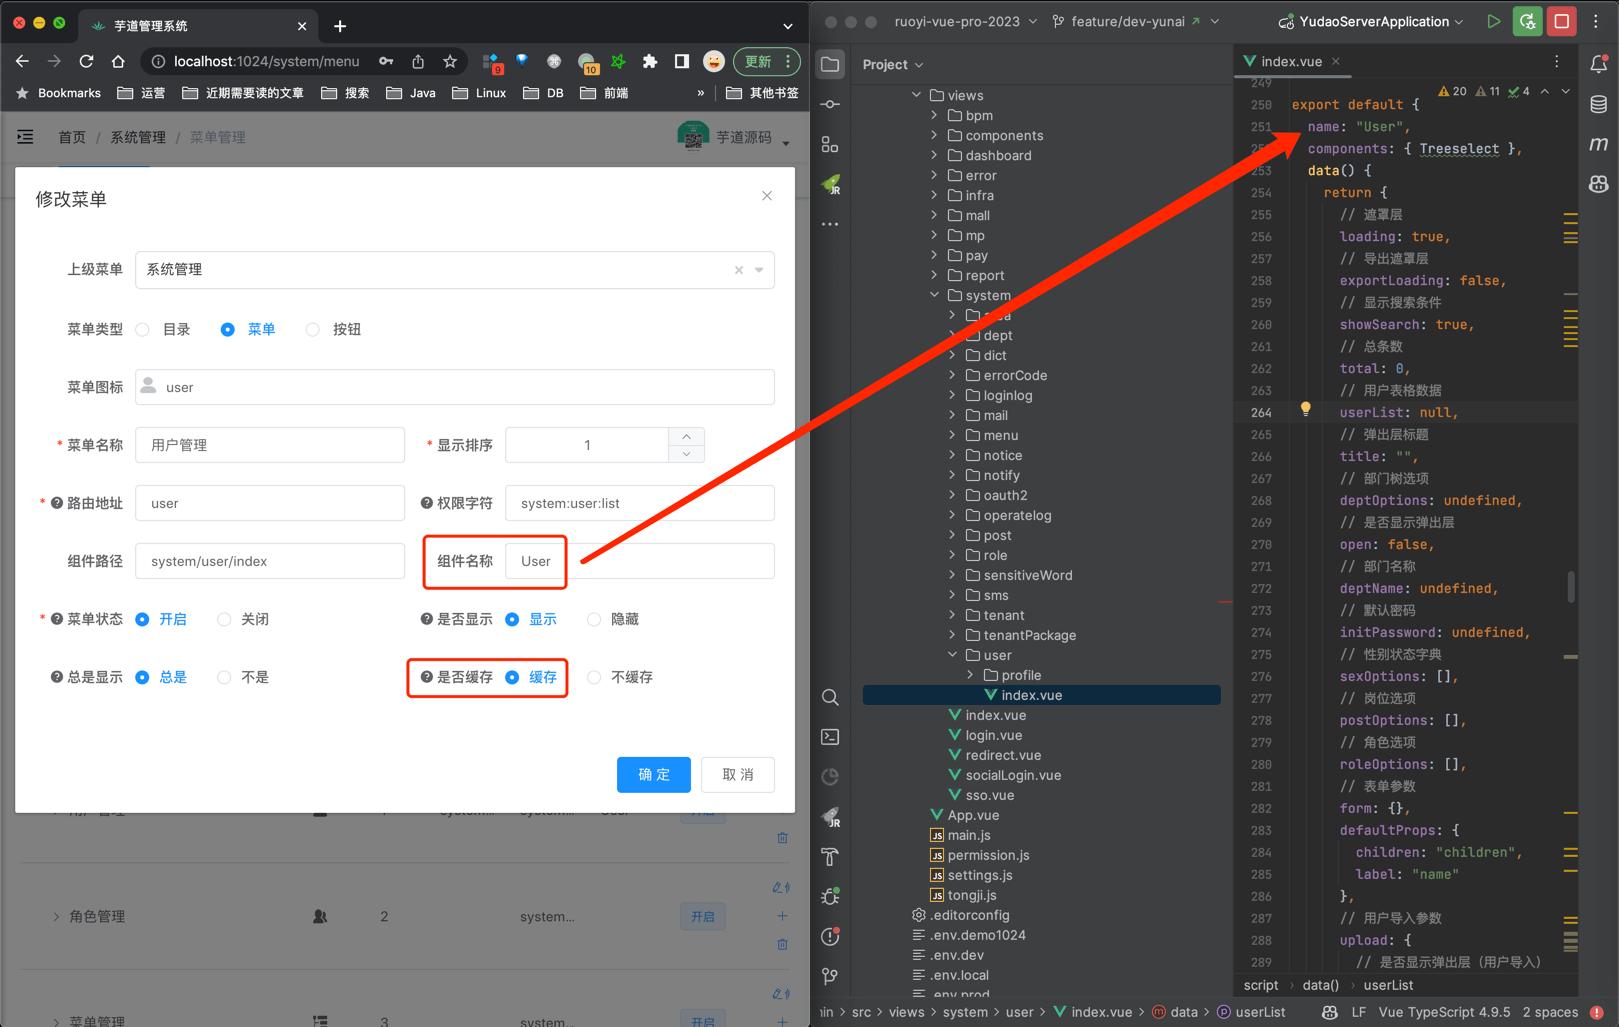 芋道管理系统
localhost:1024/system/menu
9
10
更新
Bookmarks
运营
近期需要读的文章
搜索
Java
Linux
DB
前端
»
其他书签
首页 / 系统管理 / 菜单管理
芋道源码
修改菜单
上级菜单
系统管理
菜单类型
目录
菜单
按钮
菜单图标
user
* 菜单名称
用户管理
* 显示排序
1
* 路由地址
user
权限字符
system:user:list
组件路径
system/user/index
组件名称
User
* 菜单状态
开启
关闭
是否显示
显示
隐藏
总是显示
总是
不是
是否缓存
缓存
不缓存
确 定
取 消
角色管理
2
system...
开启
菜单管理
3
system...
开启
ruoyi-vue-pro-2023
feature/dev-yunai
YudaoServerApplication
Project
views
bpm
components
dashboard
error
infra
mall
mp
pay
report
system
dept
dict
errorCode
loginlog
mail
menu
notice
notify
oauth2
operatelog
post
role
sensitiveWord
sms
tenant
tenantPackage
user
profile
index.vue
index.vue
login.vue
redirect.vue
socialLogin.vue
sso.vue
App.vue
main.js
permission.js
settings.js
tongji.js
.editorconfig
.env.demo1024
.env.dev
.env.local
.env.prod
index.vue
20 11 4
249
250 export default {
251 name: "User",
components: { Treeselect },
253 data() {
254 return {
255 // 遮罩层
256 loading: true,
257 // 导出遮罩层
258 exportLoading: false,
259 // 显示搜索条件
260 showSearch: true,
261 // 总条数
262 total: 0,
263 // 用户表格数据
264 userList: null,
265 // 弹出层标题
266 title: "",
267 // 部门树选项
268 deptOptions: undefined,
269 // 是否显示弹出层
270 open: false,
271 // 部门名称
272 deptName: undefined,
273 // 默认密码
274 initPassword: undefined,
275 // 性别状态字典
276 sexOptions: [],
277 // 岗位选项
278 postOptions: [],
279 // 角色选项
280 roleOptions: [],
281 // 表单参数
282 form: {},
283 defaultProps: {
284 children: "children",
285 label: "name"
286 },
287 // 用户导入参数
288 upload: {
289 // 是否显示弹出层（用户导入）
script › data() › userList
src › views › system › user › index.vue › data › userList
LF
Vue TypeScript 4.9.5
2 spaces